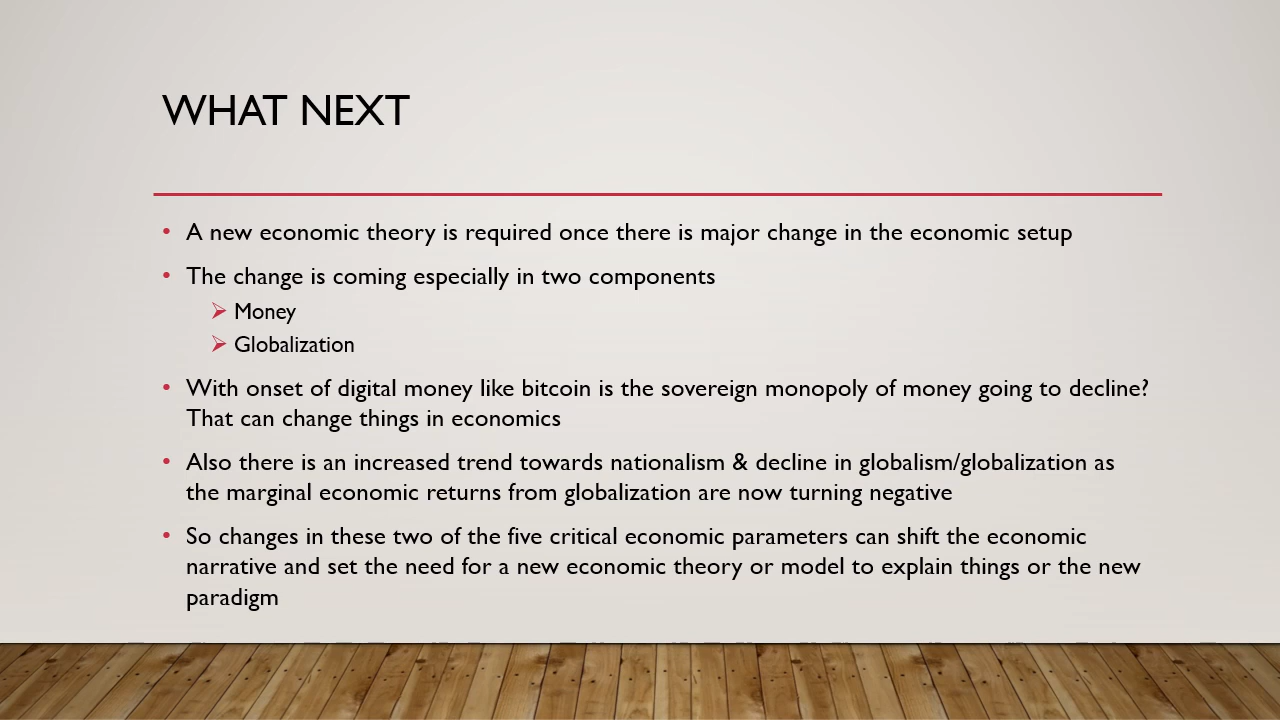 WHAT NEXT
• A new economic theory is required once there is major change in the economic setup
• The change is coming especially in two components
➢ Money
➢ Globalization
• With onset of digital money like bitcoin is the sovereign monopoly of money going to decline?
That can change things in economics
• Also there is an increased trend towards nationalism & decline in globalism/globalization as
the marginal economic returns from globalization are now turning negative
• So changes in these two of the five critical economic parameters can shift the economic
narrative and set the need for a new economic theory or model to explain things or the new
paradigm